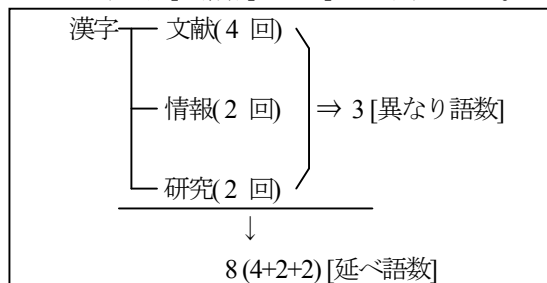 漢字 文献(4 回)
情報(2 回) ⇒ 3 [異なり語数]
研究(2 回)
↓
8 (4+2+2) [延べ語数]